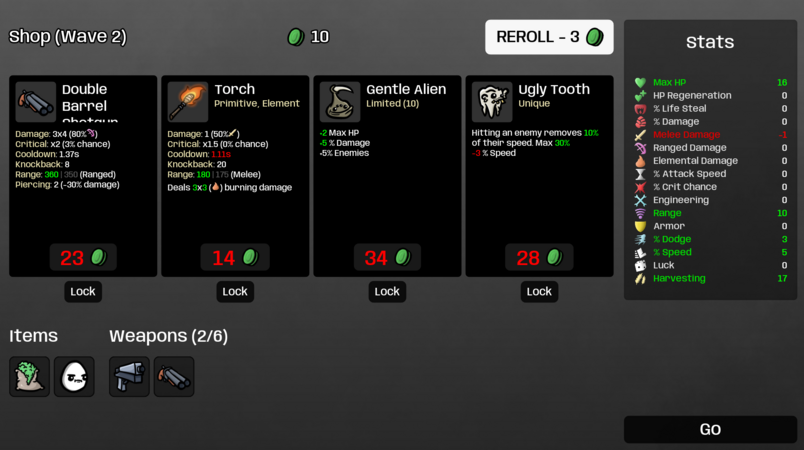 Shop (Wave 2)
10
REROLL - 3
Stats
Double
Barrel
Shotgun
Damage: 3x4 (80%)
Critical: x2 (3% chance)
Cooldown: 1.37s
Knockback: 8
Range: 360 | 350 (Ranged)
Piercing: 2 (-30% damage)
23
Lock
Torch
Primitive, Element
Damage: 1 (50%)
Critical: x1.5 (0% chance)
Cooldown: 1.11s
Knockback: 20
Range: 180 | 175 (Melee)
Deals 3x3 () burning damage
14
Lock
Gentle Alien
Limited (10)
-2 Max HP
+5 % Damage
+5% Enemies
34
Lock
Ugly Tooth
Unique
Hitting an enemy removes 10%
of their speed. Max 30%
-3 % Speed
28
Lock
Max HP 16
HP Regeneration 0
% Life Steal 0
% Damage 0
Melee Damage -1
Ranged Damage 0
Elemental Damage 0
% Attack Speed 0
% Crit Chance 0
Engineering 0
Range 10
Armor 0
% Dodge 3
% Speed 5
Luck 0
Harvesting 17
Items
Weapons (2/6)
GO